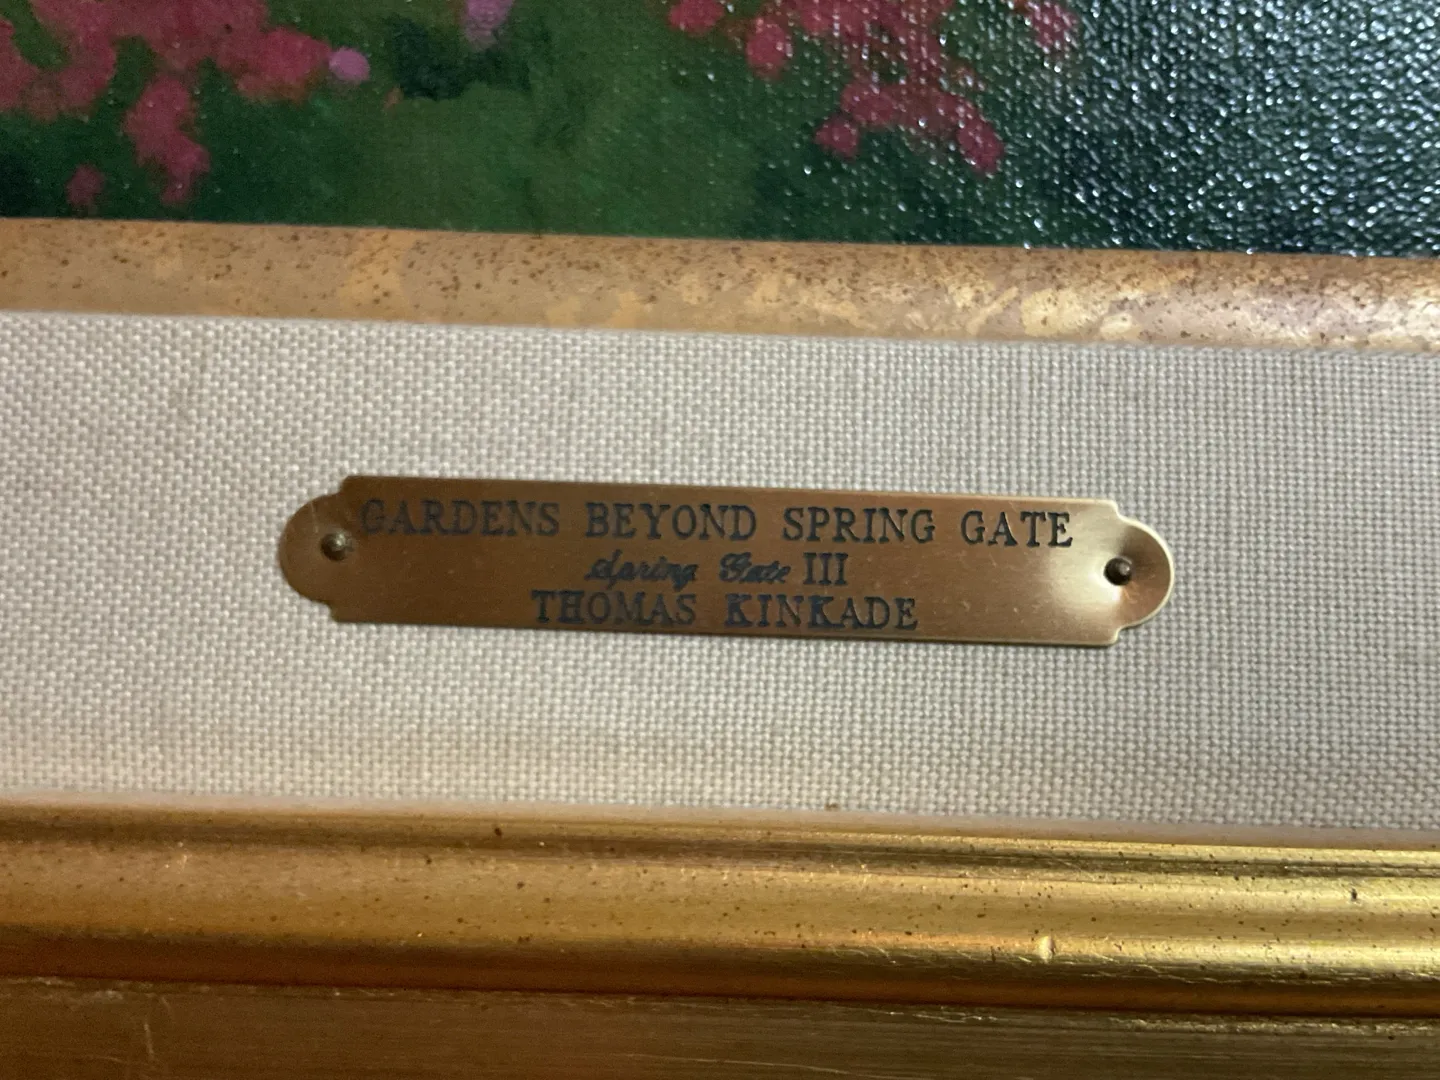 GARDENS BEYOND SPRING GATE
Spring Gate III
THOMAS KINKADE